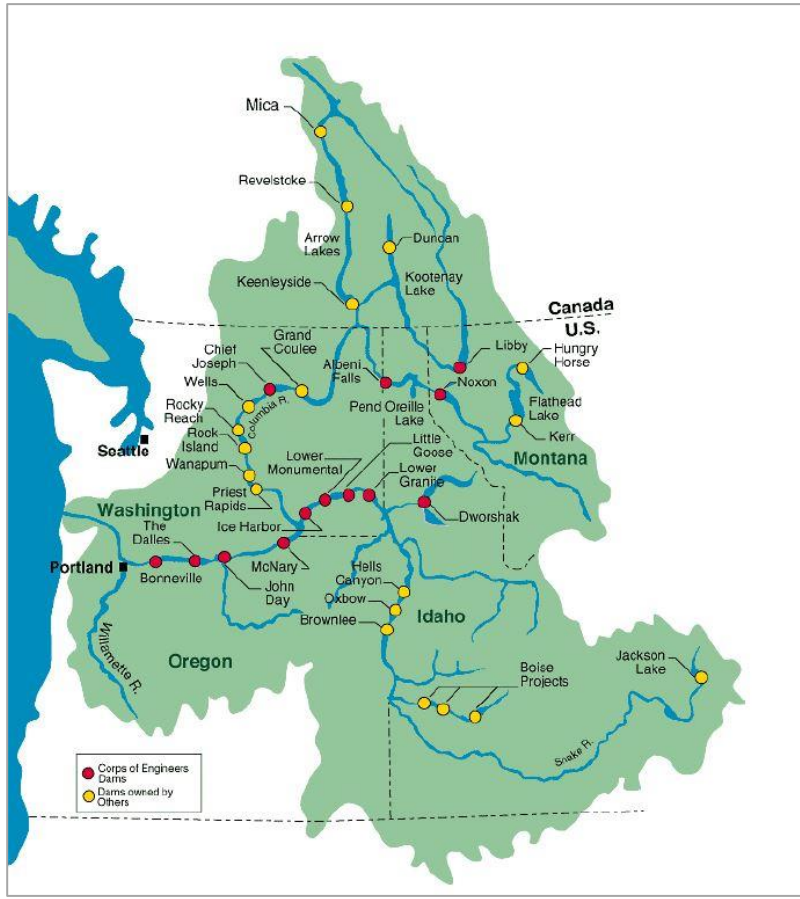 Mica
Revelstoke
Arrow
Lakes
Duncan
Kootenay
Lake
Keenleyside
Canada
U.S.
Grand
Coulee
Chief
Joseph
Albeni
Falls
Libby
Hungry
Horse
Noxon
Wells
Columbia R.
Pend Oreille
Lake
Flathead
Lake
Rocky
Reach
Rock
Island
Kerr
Seattle
Little
Goose
Lower
Monumental
Lower
Granite
Montana
Wanapum
Priest
Rapids
Washington
Ice Harbor
Dworshak
The
Dalles
Portland
Bonneville
McNary
John
Day
Hells
Canyon
Oxbow
Brownlee
Idaho
Willamette R.
Oregon
Boise
Projects
Jackson
Lake
Snake R.
Corps of Engineers
Dams
Dams owned by
Others